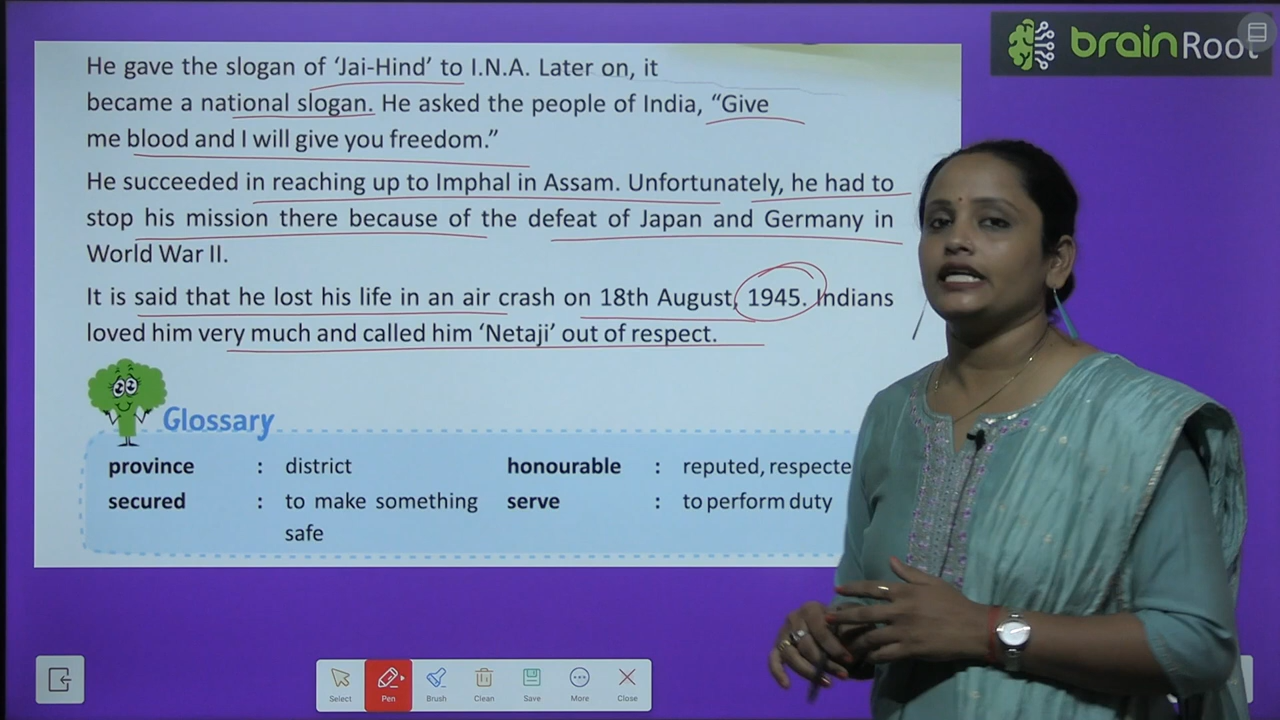 brainRoot
He gave the slogan of ‘Jai-Hind’ to I.N.A. Later on, it
became a national slogan. He asked the people of India, “Give
me blood and I will give you freedom.”
He succeeded in reaching up to Imphal in Assam. Unfortunately, he had to
stop his mission there because of the defeat of Japan and Germany in
World War II.
It is said that he lost his life in an air crash on 18th August, 1945. Indians
loved him very much and called him ‘Netaji’ out of respect.
Glossary
province : district honourable : reputed, respecte
secured : to make something serve : to perform duty
safe
Select Pen Brush Clean Save More Close